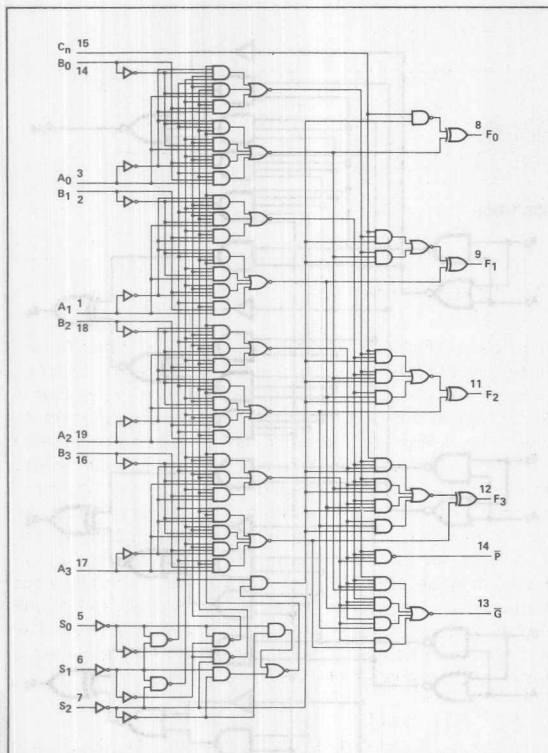 Cn 15
B0 14
8 F0
A0 3
B1 2
9 F1
A1 1
B2 18
11 F2
A2 19
B3 16
12 F3
14 P̅
A3 17
13 G̅
S0 5
S1 6
S2 7